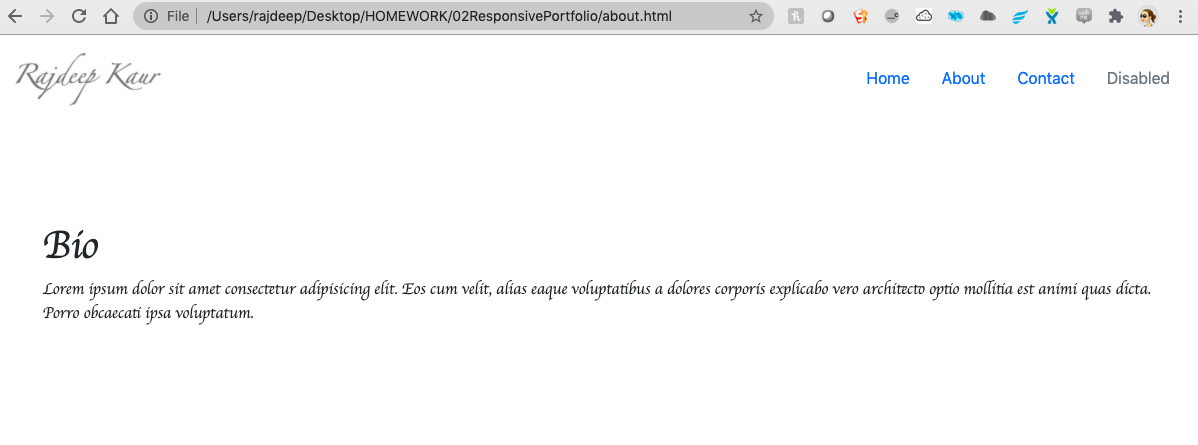 File /Users/rajdeep/Desktop/HOMEWORK/02ResponsivePortfolio/about.html
Rajdeep Kaur
Home About Contact Disabled
Bio
Lorem ipsum dolor sit amet consectetur adipisicing elit. Eos cum velit, alias eaque voluptatibus a dolores corporis explicabo vero architecto optio mollitia est animi quas dicta.
Porro obcaecati ipsa voluptatum.